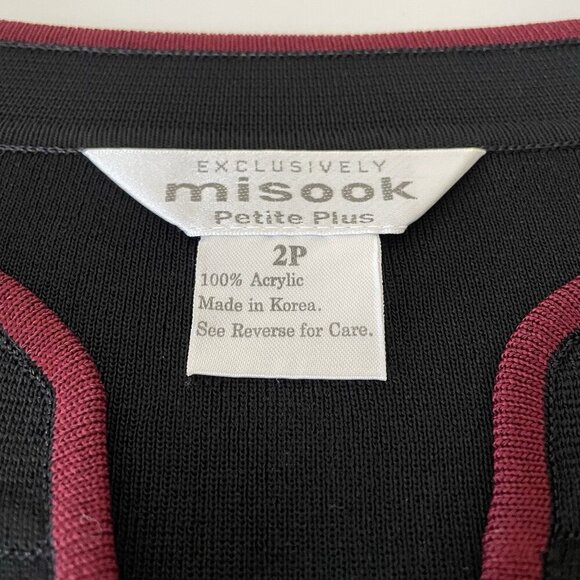 EXCLUSIVELY
misook
Petite Plus
2P
100% Acrylic
Made in Korea.
See Reverse for Care.